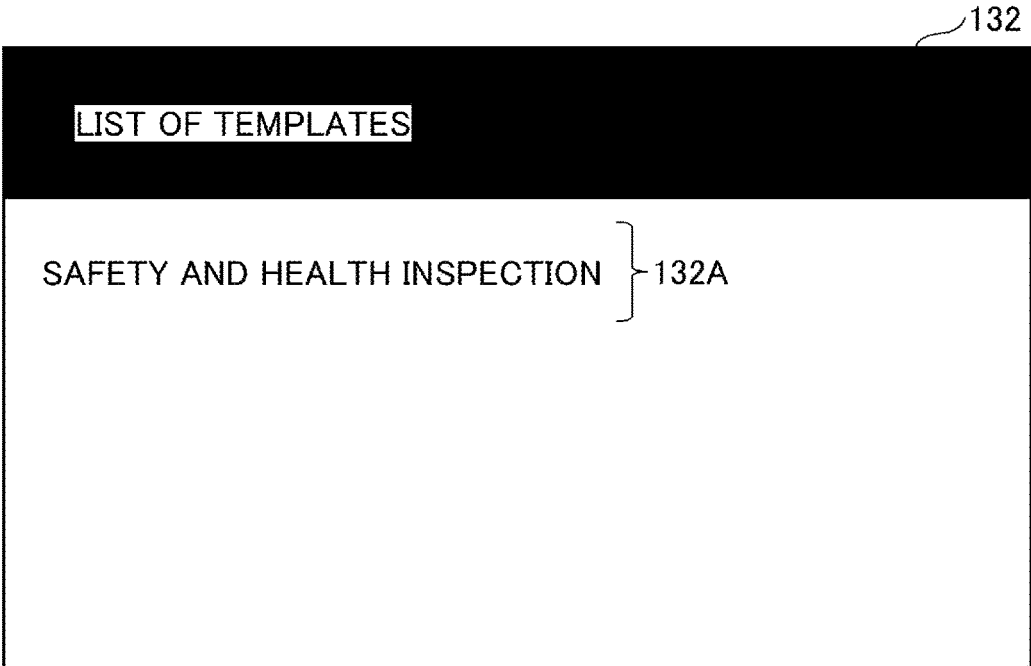 132
LIST OF TEMPLATES
SAFETY AND HEALTH INSPECTION 132A